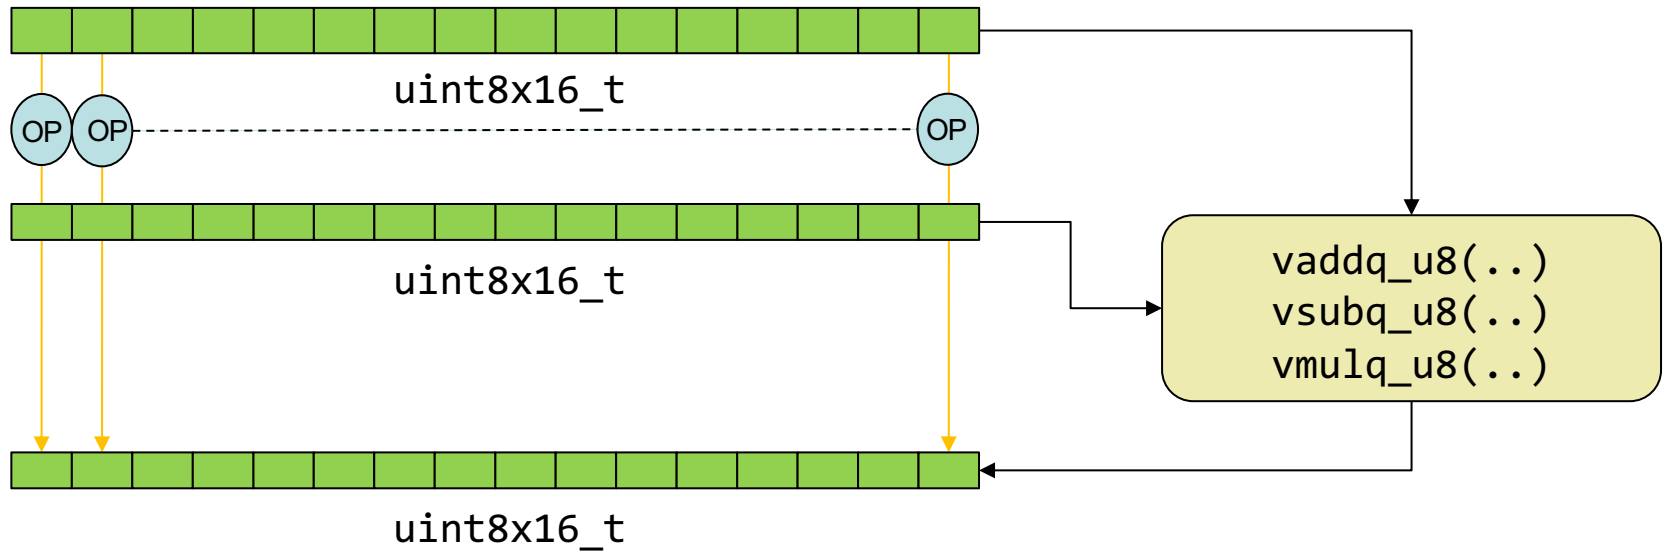 uint8x16_t
OP OP OP
uint8x16_t
vaddq_u8(..)
vsubq_u8(..)
vmulq_u8(..)
uint8x16_t